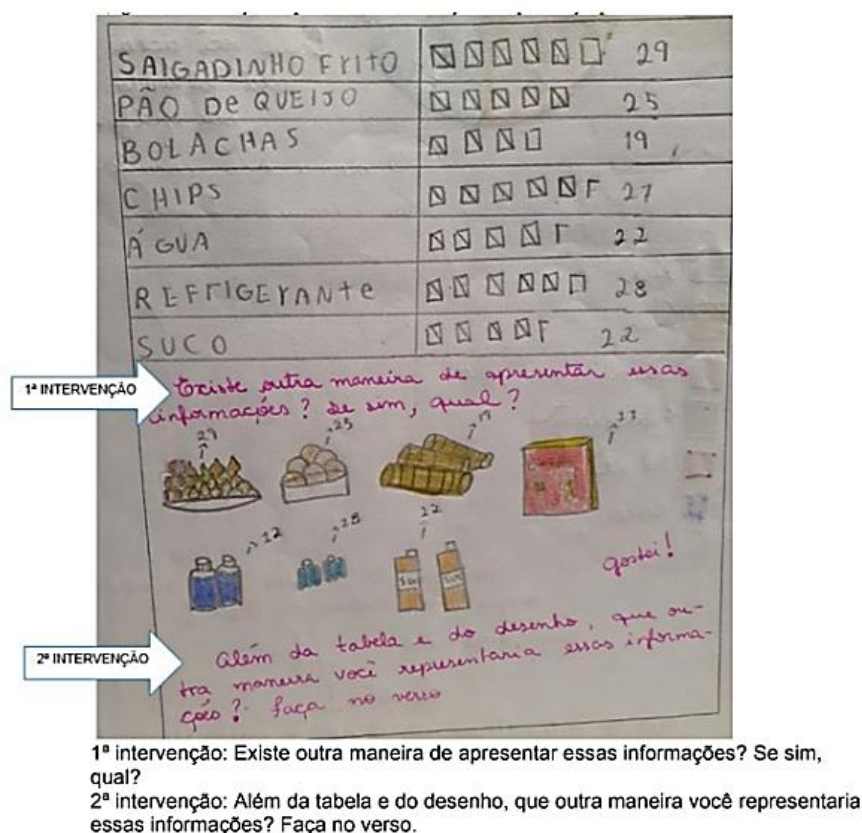 SALGADINHO FrITO 29
PÃO De QUEIJO 25
BOLACHAS 19
CHIPS 27
ÁGUA 22
REFrIGErANte 28
SUCO 22
1ª INTERVENÇÃO
Existe outra maneira de apresentar essas
informações? Se sim, qual?
29 25 19
22
gostei!
2ª INTERVENÇÃO
Além da tabela e do desenho, que ou-
tra maneira você representaria essas informa-
ções? faça no verso
1ª intervenção: Existe outra maneira de apresentar essas informações? Se sim,
qual?
2ª intervenção: Além da tabela e do desenho, que outra maneira você representaria
essas informações? Faça no verso.